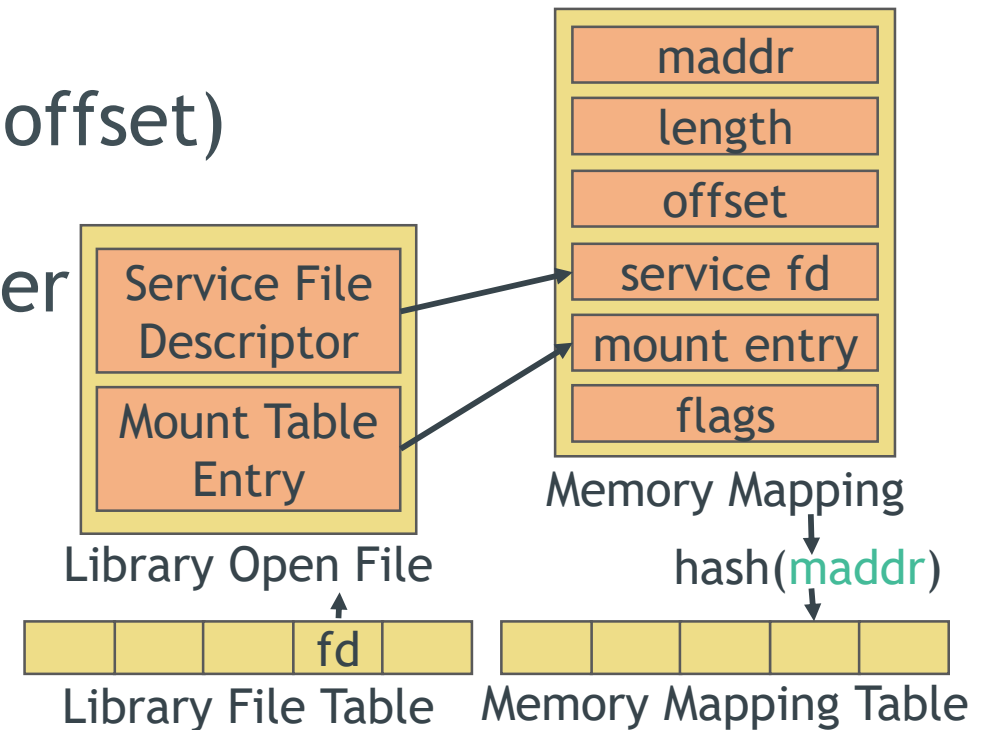 offset)
er
Service File
Descriptor
Mount Table
Entry
Library Open File
fd
Library File Table
maddr
length
offset
service fd
mount entry
flags
Memory Mapping
hash(maddr)
Memory Mapping Table